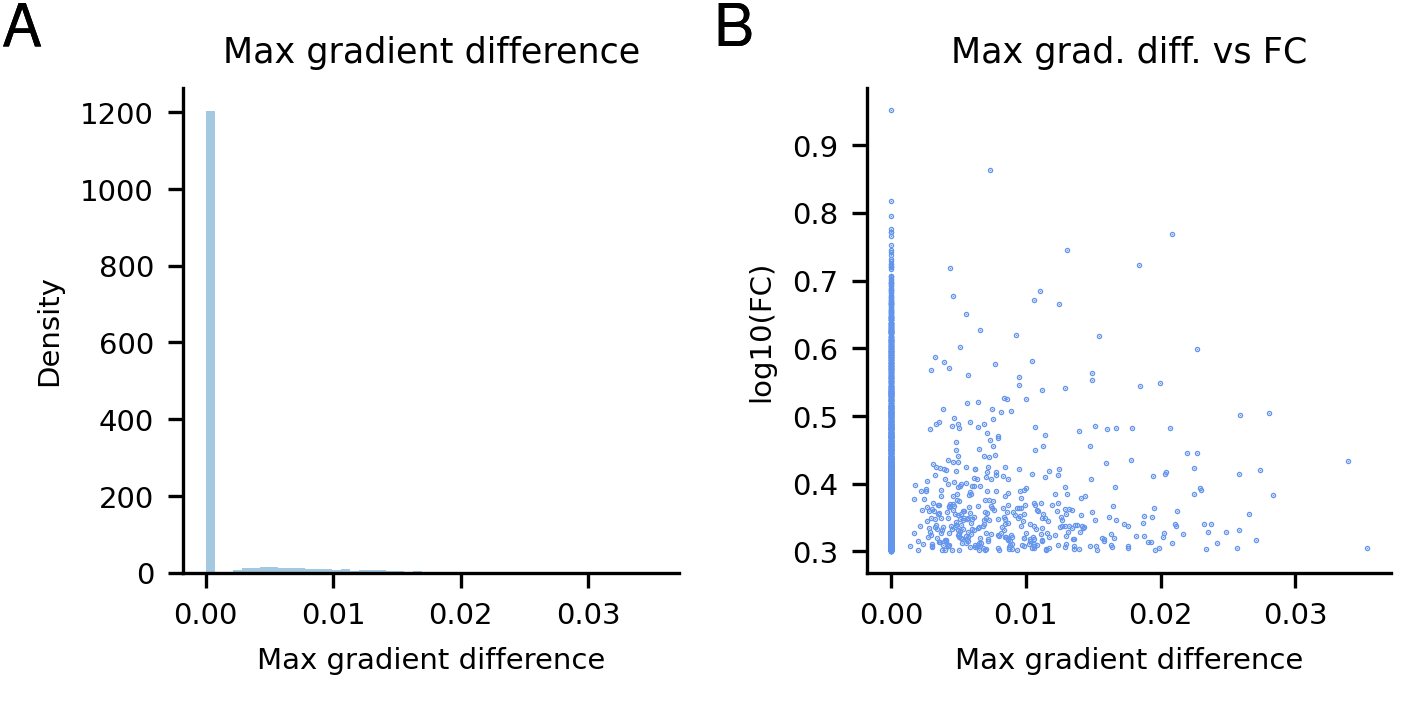 A
Max gradient difference
Density
1200
1000
800
600
400
200
0
0.00 0.01 0.02 0.03
Max gradient difference
B
Max grad. diff. vs FC
log10(FC)
0.9
0.8
0.7
0.6
0.5
0.4
0.3
0.00 0.01 0.02 0.03
Max gradient difference